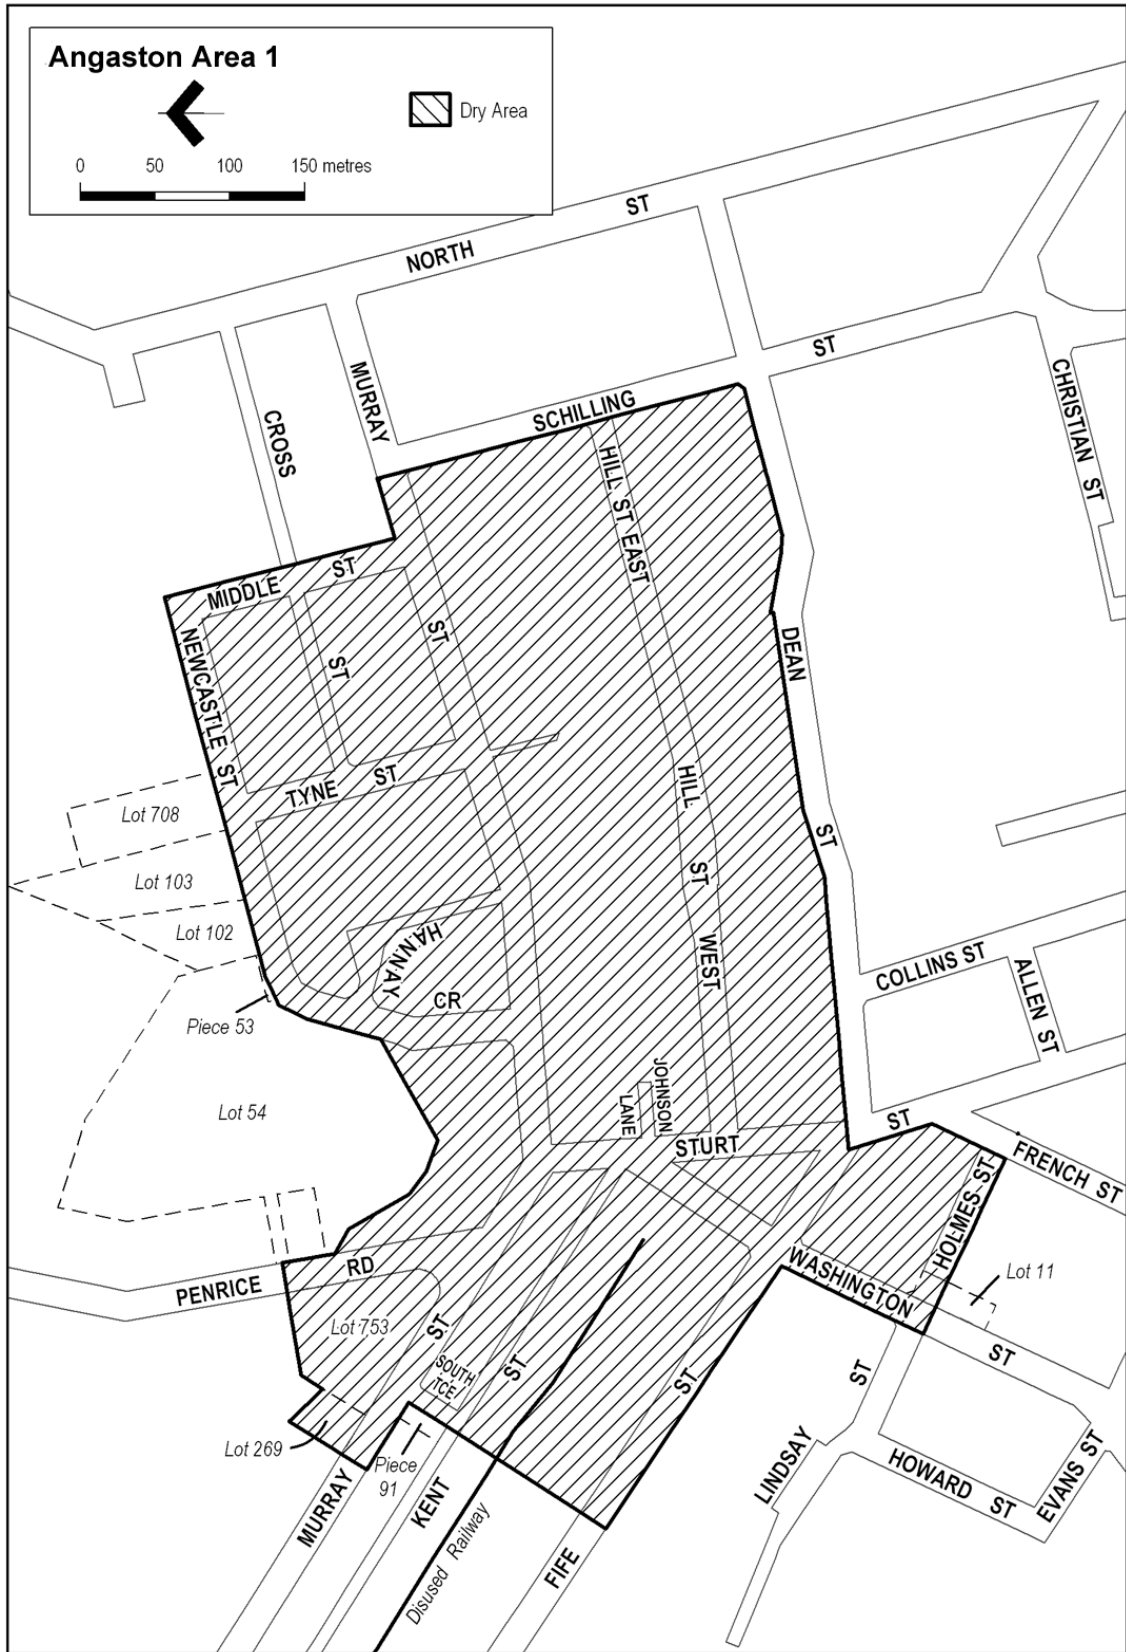 Angaston Area 1
Dry Area
0 50 100 150 metres
NORTH ST
MURRAY
CROSS
SCHILLING ST
CHRISTIAN ST
HILL ST EAST
MIDDLE ST
NEWCASTLE ST
ST
ST
DEAN
TYNE ST
HILL
ST
WEST
ST
Lot 708
Lot 103
Lot 102
HANNAY
CR
COLLINS ST
ALLEN ST
Piece 53
Lot 54
JOHNSON
LANE
STURT ST
FRENCH ST
HOLMES ST
PENRICE RD
WASHINGTON
ST
Lot 11
Lot 753
ST
SOUTH
TCE
ST
ST
ST
Lot 269
Piece
91
MURRAY
KENT
Disused Railway
FIFE
LINDSAY
HOWARD ST
EVANS ST